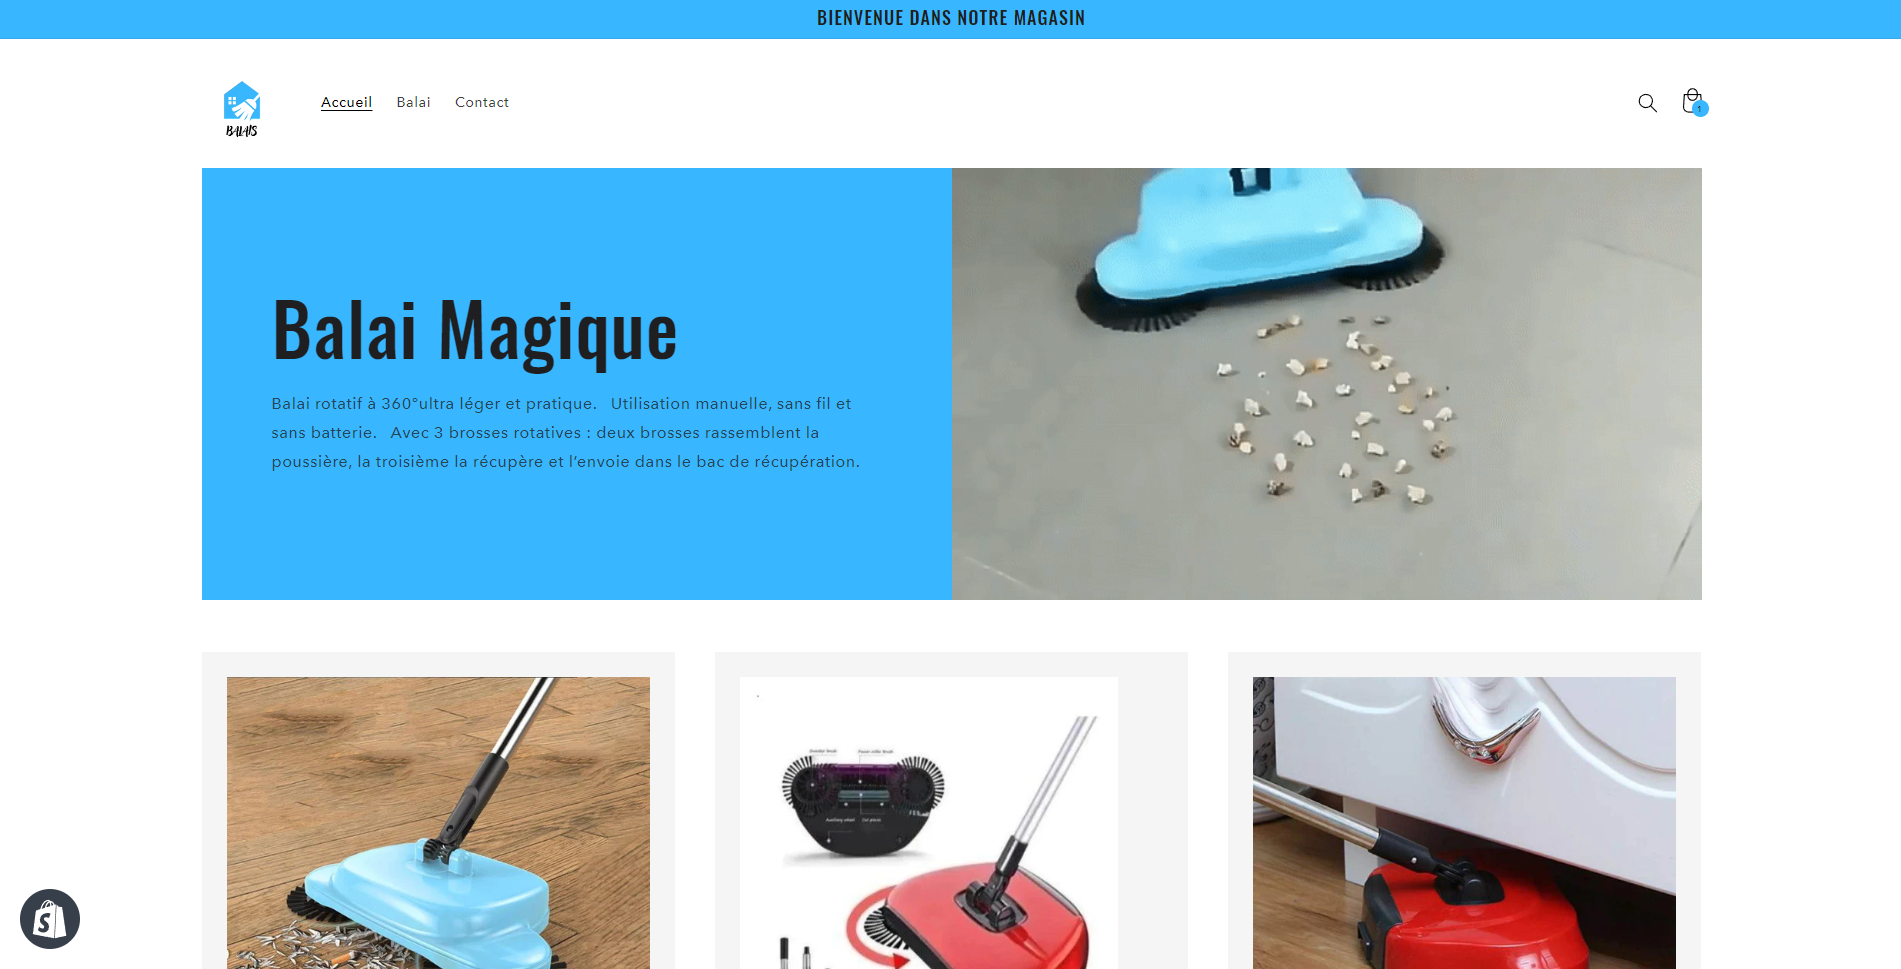 BIENVENUE DANS NOTRE MAGASIN
BALAIS
Accueil
Balai
Contact
1
Balai Magique
Balai rotatif à 360°ultra léger et pratique.   Utilisation manuelle, sans fil et
sans batterie.   Avec 3 brosses rotatives : deux brosses rassemblent la
poussière, la troisième la récupère et l’envoie dans le bac de récupération.
Auxiliary wheel